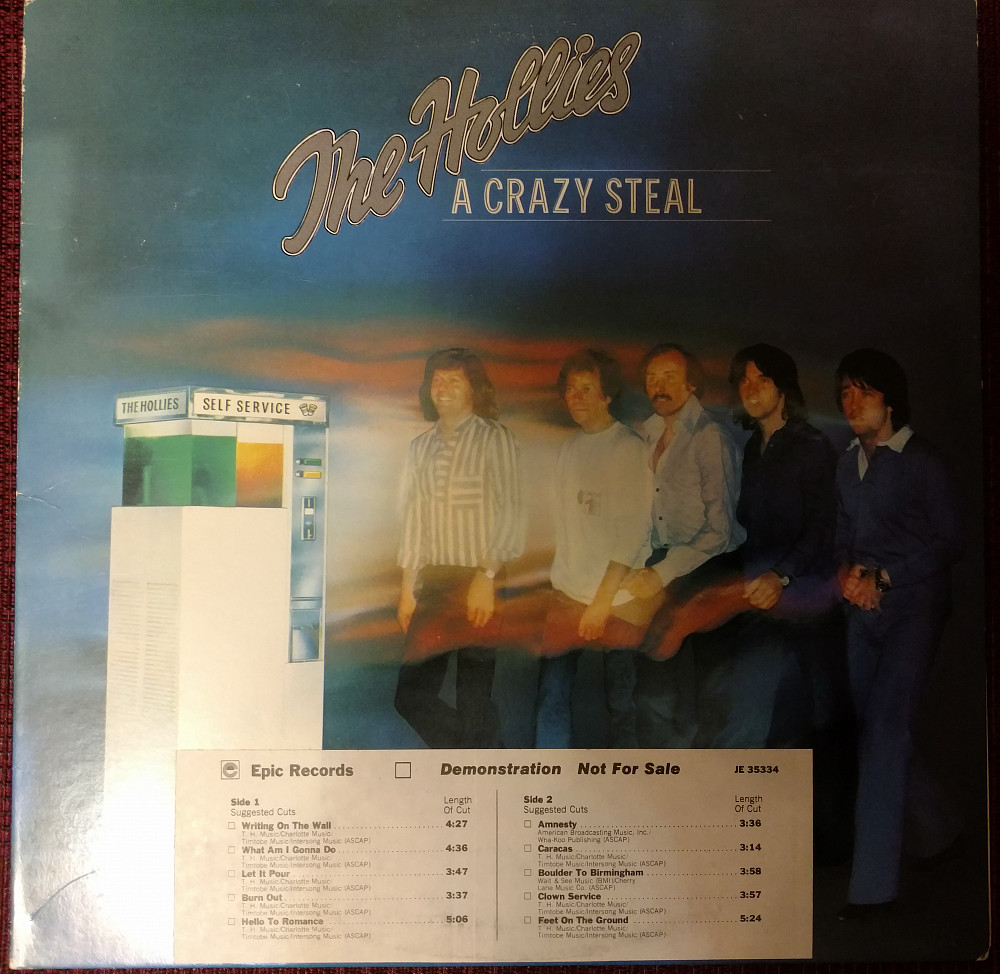 The Hollies
A CRAZY STEAL
THE HOLLIES SELF SERVICE
Epic Records Demonstration Not For Sale JE 35334
Side 1
Suggested Cuts
Length
Of Cut
Writing On The Wall 4:27
T. H. Music/Charlotte Music/
Timtobe Music/Intersong Music (ASCAP)
What Am I Gonna Do 4:36
T. H. Music/Charlotte Music/
Timtobe Music/Intersong Music (ASCAP)
Let It Pour 3:47
T. H. Music/Charlotte Music/
Timtobe Music/Intersong Music (ASCAP)
Burn Out 3:37
T. H. Music/Charlotte Music/
Timtobe Music/Intersong Music (ASCAP)
Hello To Romance 5:06
T. H. Music/Charlotte Music/
Timtobe Music/Intersong Music (ASCAP)
Side 2
Suggested Cuts
Length
Of Cut
Amnesty 3:36
American Broadcasting Music, Inc./
Wha-Koo Publishing (ASCAP)
Caracas 3:14
T. H. Music/Charlotte Music/
Timtobe Music/Intersong Music (ASCAP)
Boulder To Birmingham 3:58
Wait & See Music (BMI)/Cherry
Lane Music Co. (ASCAP)
Clown Service 3:57
T. H. Music/Charlotte Music/
Timtobe Music/Intersong Music (ASCAP)
Feet On The Ground 5:24
T. H. Music/Charlotte Music/
Timtobe Music/Intersong Music (ASCAP)